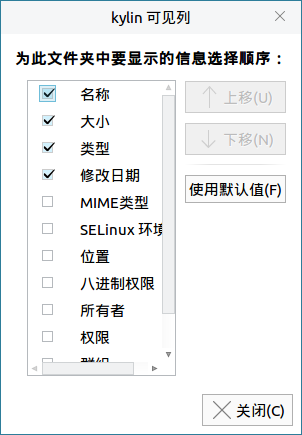 kylin 可见列
为此文件夹中要显示的信息选择顺序：
名称
大小
类型
修改日期
MIME类型
SELinux 环境
位置
八进制权限
所有者
权限
群组
上移(U)
下移(N)
使用默认值(F)
关闭(C)